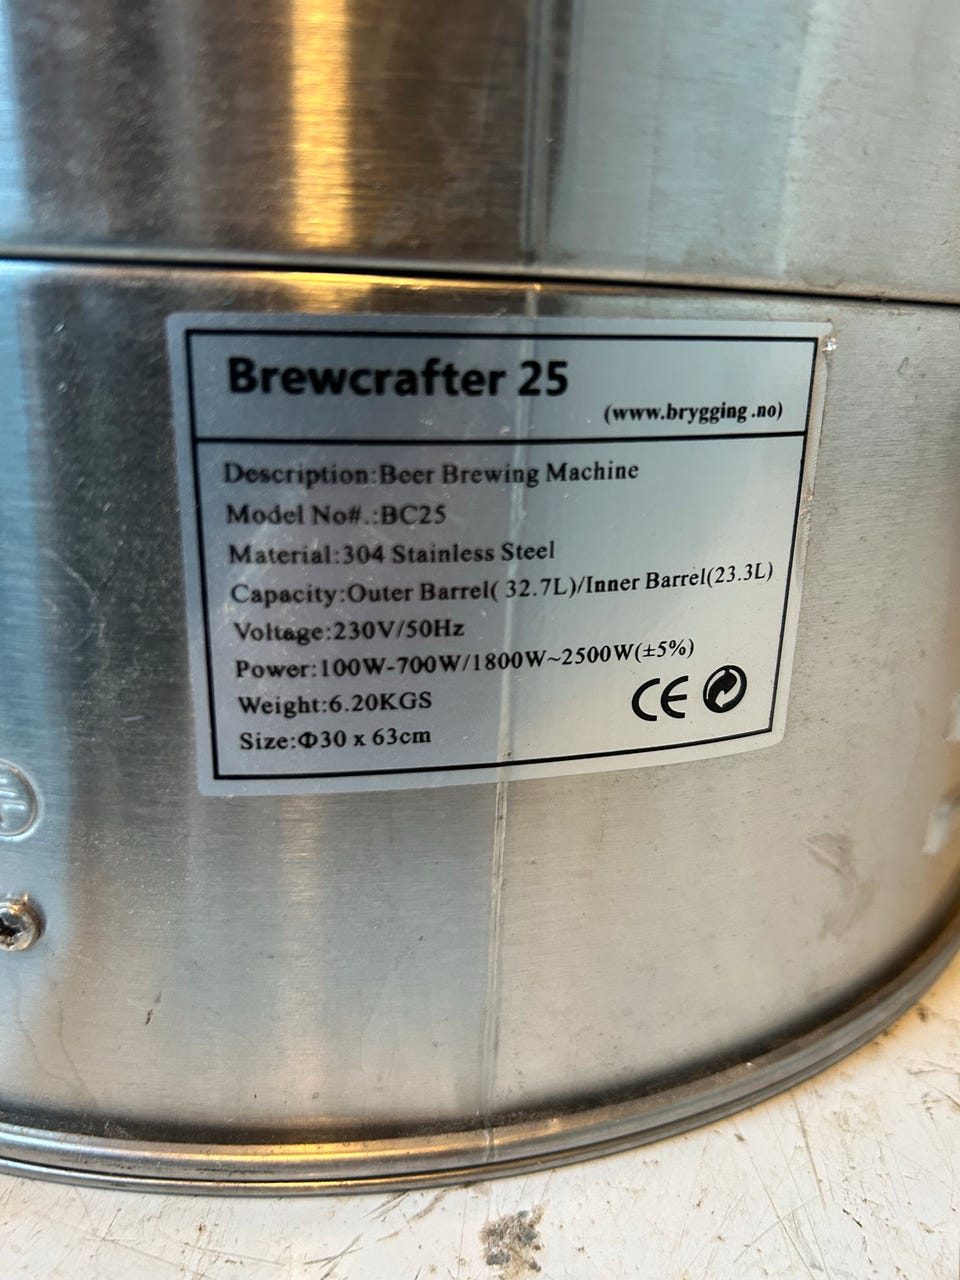 Brewcrafter 25
(www.brygging .no)
Description:Beer Brewing Machine
Model No#.:BC25
Material:304 Stainless Steel
Capacity:Outer Barrel( 32.7L)/Inner Barrel(23.3L)
Voltage:230V/50Hz
Power:100W-700W/1800W~2500W(±5%)
Weight:6.20KGS
CE
Size:Φ30 x 63cm